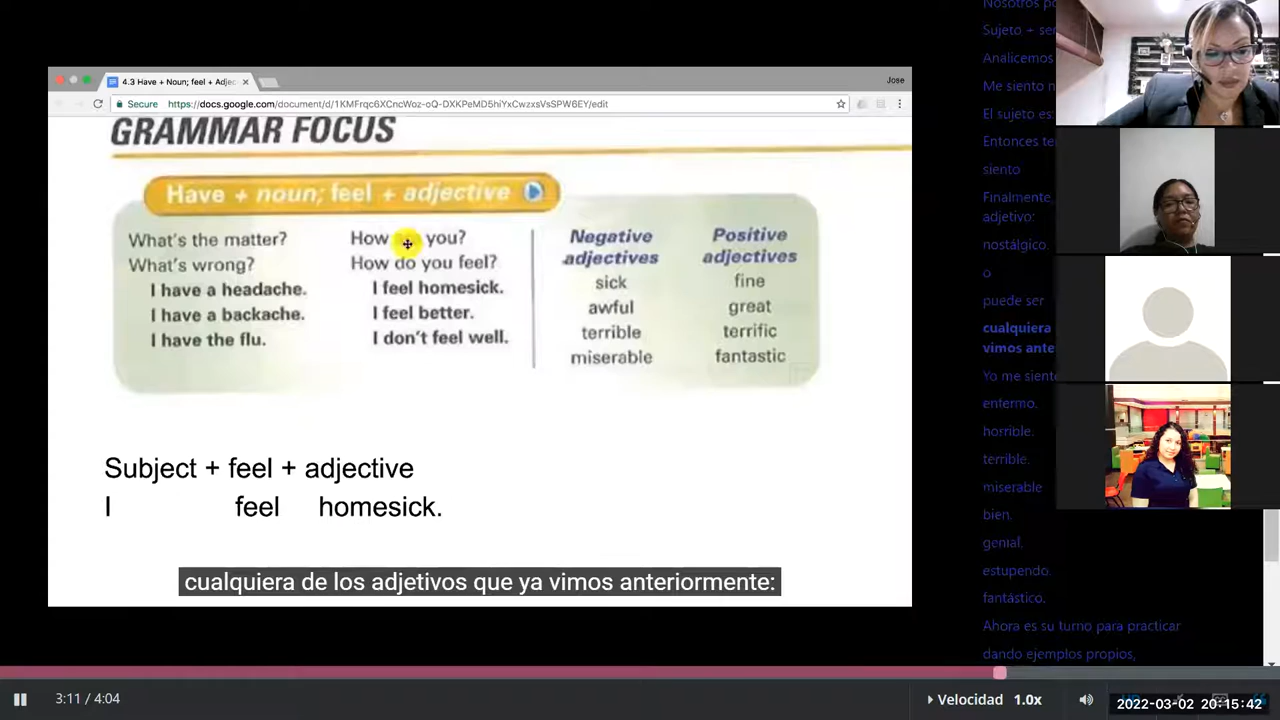 4.3 Have + Noun; feel + Adjec
Jose
Secure
https://docs.google.com/document/d/1KMFrqc6XCncWoz-oQ-DXKPeMD5hiYxCwzxsVsSPW6EY/edit
GRAMMAR FOCUS
Have + noun; feel + adjective
What's the matter?
What's wrong?
I have a headache.
I have a backache.
I have the flu.
How you?
How do you feel?
I feel homesick.
I feel better.
I don't feel well.
Negative
adjectives
sick
awful
terrible
miserable
Positive
adjectives
fine
great
terrific
fantastic
Subject + feel + adjective
I feel homesick.
cualquiera de los adjetivos que ya vimos anteriormente:
Nosotros
Sujeto +
Analicemos
Me siento
El sujeto es:
Entonces
siento
Finalmente,
adjetivo:
nostálgico.
o
puede ser
cualquiera
vimos
Yo me
entermo.
horrible.
terrible.
miserable
bien.
genial.
estupendo.
fantástico.
Ahora es su turno para practicar
dando ejemplos propios,
3:11 / 4:04
Velocidad 1.0x
2022-03-02 20:15:42